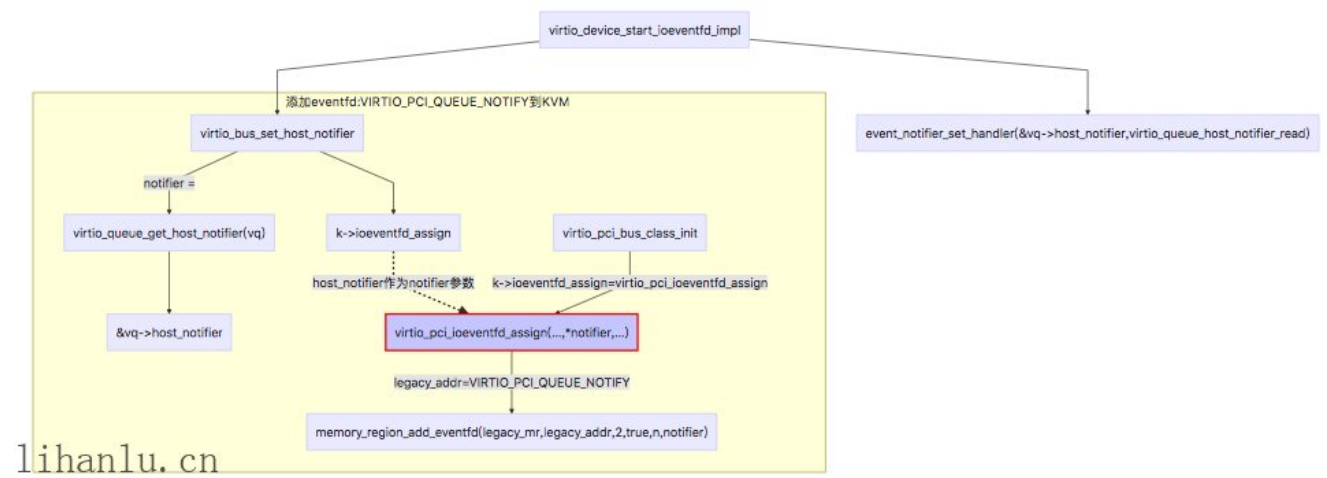 virtio_device_start_ioeventfd_impl
添加eventfd:VIRTIO_PCI_QUEUE_NOTIFY到KVM
virtio_bus_set_host_notifier
event_notifier_set_handler(&vq->host_notifier,virtio_queue_host_notifier_read)
notifier =
virtio_queue_get_host_notifier(vq)
k->ioeventfd_assign
virtio_pci_bus_class_init
host_notifier作为notifier参数
k->ioeventfd_assign=virtio_pci_ioeventfd_assign
&vq->host_notifier
virtio_pci_ioeventfd_assign(...,*notifier,...)
legacy_addr=VIRTIO_PCI_QUEUE_NOTIFY
memory_region_add_eventfd(legacy_mr,legacy_addr,2,true,n,notifier)
lihanlu.cn